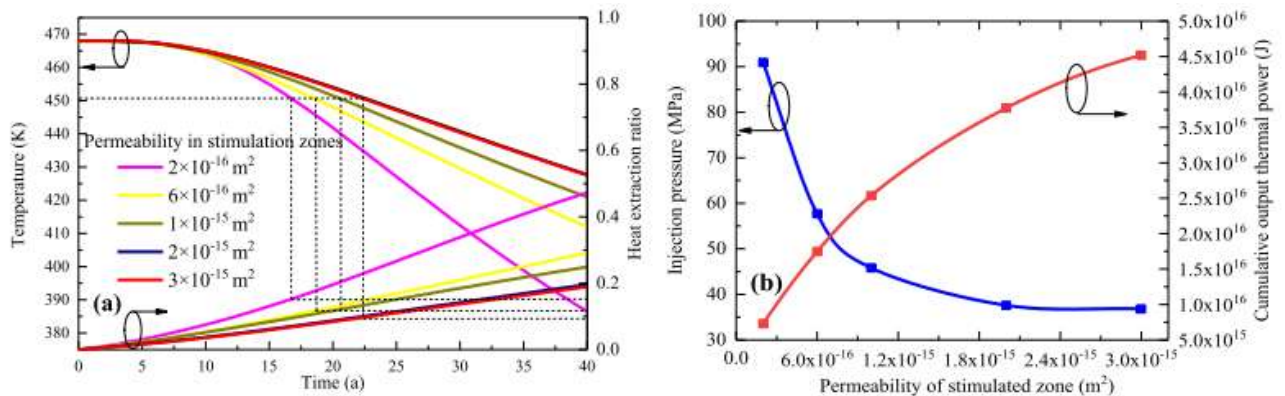 470
460
450
440
430
420
410
400
390
380
Temperature (K)
Permeability in stimulation zones
2×10⁻¹⁶ m²
6×10⁻¹⁶ m²
1×10⁻¹⁵ m²
2×10⁻¹⁵ m²
3×10⁻¹⁵ m²
(a)
1.0
0.8
0.6
0.4
0.2
0.0
Heat extraction ratio
0 5 10 15 20 25 30 35 40
Time (a)
100
90
80
70
60
50
40
30
Injection pressure (MPa)
(b)
5.0x10¹⁶
4.5x10¹⁶
4.0x10¹⁶
3.5x10¹⁶
3.0x10¹⁶
2.5x10¹⁶
2.0x10¹⁶
1.5x10¹⁶
1.0x10¹⁶
5.0x10¹⁵
Cumulative output thermal power (J)
0.0 6.0x10⁻¹⁶ 1.2x10⁻¹⁵ 1.8x10⁻¹⁵ 2.4x10⁻¹⁵ 3.0x10⁻¹⁵
Permeability of stimulated zone (m²)